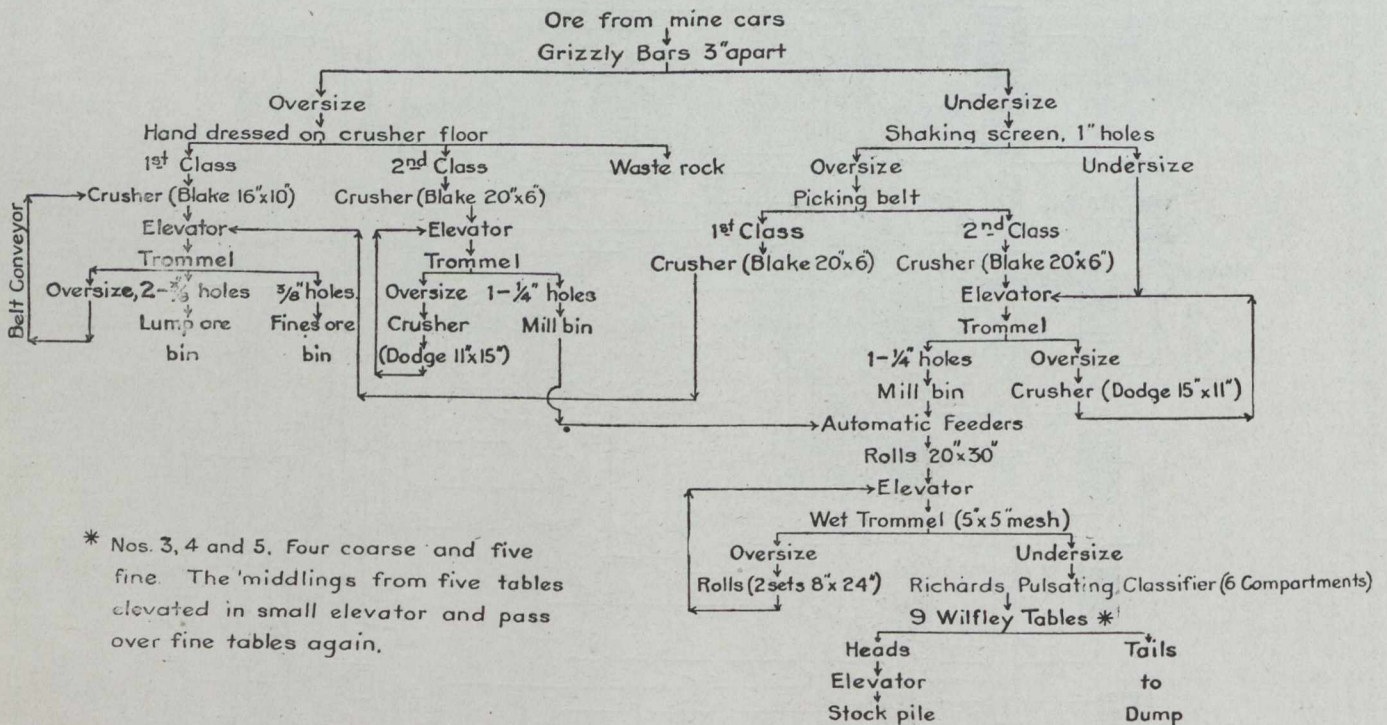 Ore from mine cars
Grizzly Bars 3" apart
Oversize
Undersize
Hand dressed on crusher floor
Shaking screen, 1" holes
1st Class
2nd Class
Waste rock
Oversize
Undersize
Crusher (Blake 16"x10")
Crusher (Blake 20"x6")
Picking belt
Elevator
Elevator
1st Class
2nd Class
Trommel
Trommel
Crusher (Blake 20"x6")
Crusher (Blake 20"x6")
Belt Conveyor
Oversize, 2- holes
3/8" holes
Oversize
1-1/4" holes
Elevator
Lump ore
bin
Fines ore
bin
Crusher
(Dodge 11"x15")
Mill bin
Trommel
1-1/4" holes
Oversize
Mill bin
Crusher (Dodge 15"x11")
Automatic Feeders
Rolls 20"x30"
Elevator
Wet Trommel (5"x5" mesh)
Oversize
Undersize
Rolls (2 sets 8"x 24")
Richards Pulsating Classifier (6 Compartments)
9 Wilfley Tables *
Heads
Tails
Elevator
to
Stock pile
Dump
* Nos. 3, 4 and 5. Four coarse and five
fine. The middlings from five tables
elevated in small elevator and pass
over fine tables again.